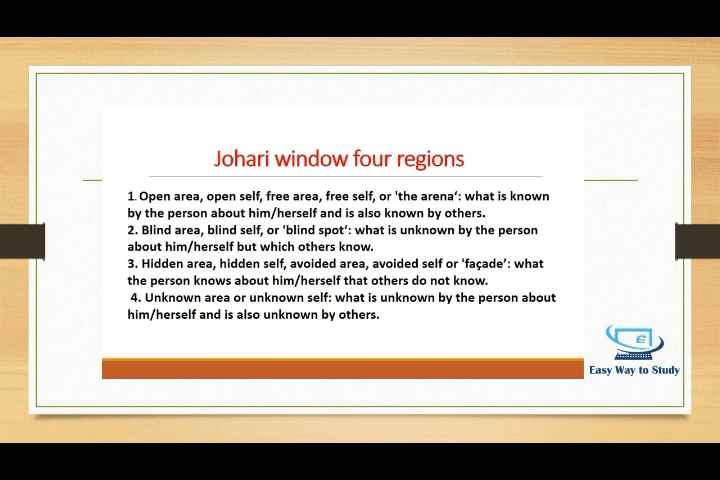 Johari window four regions
1. Open area, open self, free area, free self, or 'the arena‘: what is known
by the person about him/herself and is also known by others.
2. Blind area, blind self, or 'blind spot‘: what is unknown by the person
about him/herself but which others know.
3. Hidden area, hidden self, avoided area, avoided self or 'façade’: what
the person knows about him/herself that others do not know.
4. Unknown area or unknown self: what is unknown by the person about
him/herself and is also unknown by others.
Easy Way to Study